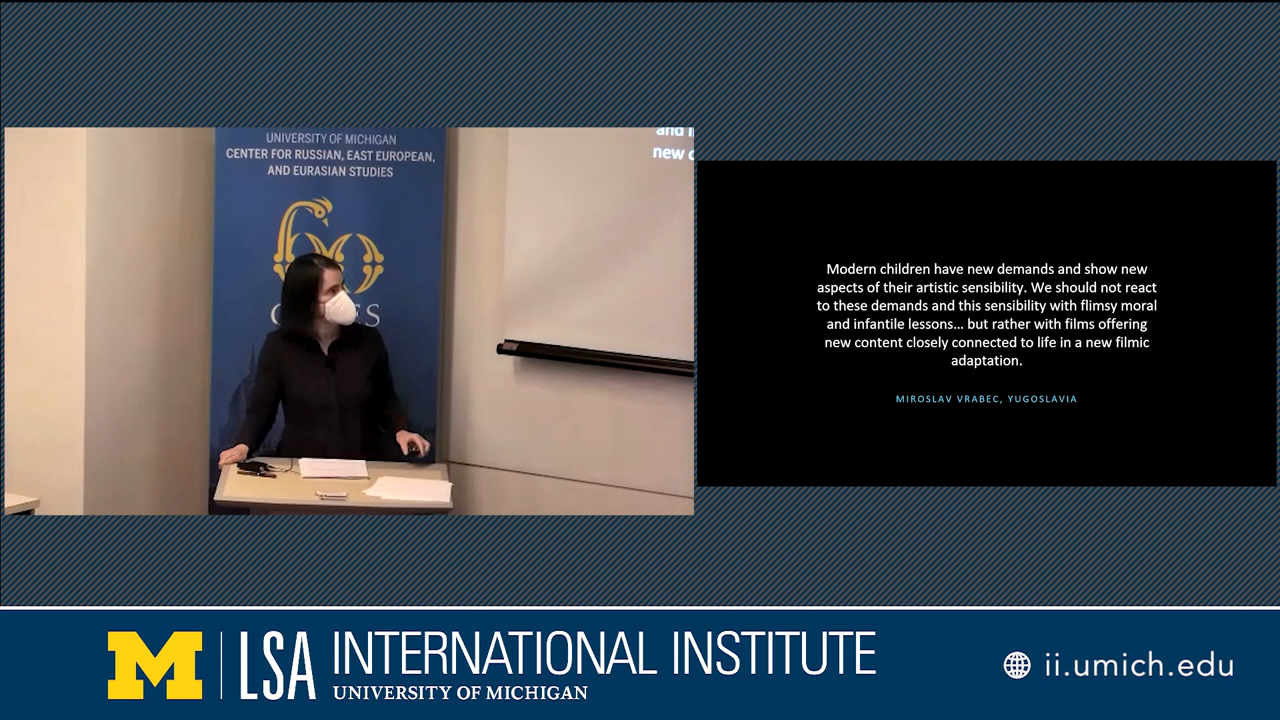 UNIVERSITY OF MICHIGAN
CENTER FOR RUSSIAN, EAST EUROPEAN,
AND EURASIAN STUDIES
60
and
new
Modern children have new demands and show new
aspects of their artistic sensibility. We should not react
to these demands and this sensibility with flimsy moral
and infantile lessons... but rather with films offering
new content closely connected to life in a new filmic
adaptation.
MIROSLAV VRABEC, YUGOSLAVIA
M LSA INTERNATIONAL INSTITUTE
UNIVERSITY OF MICHIGAN
ii.umich.edu